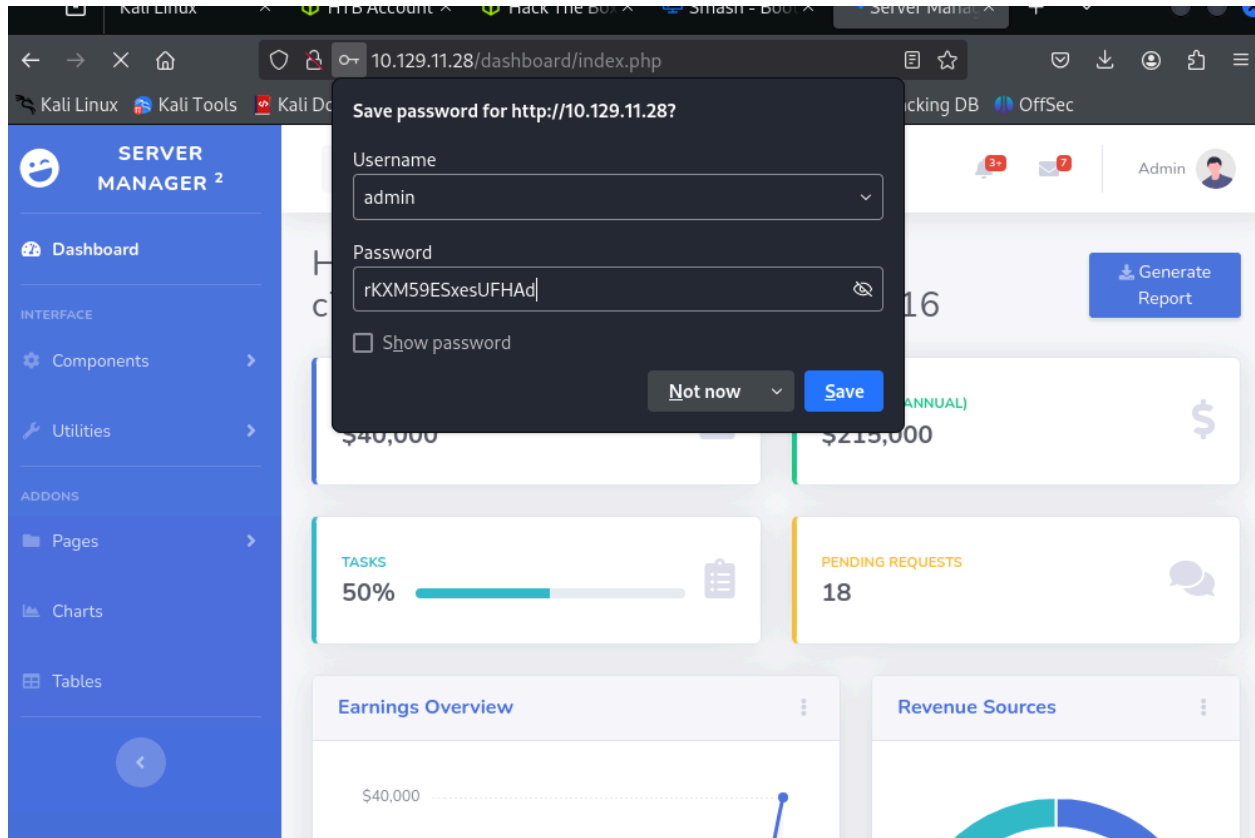 Kali Linux
HTB Account
Hack The Box
Smash - Boot
Server Manag
10.129.11.28/dashboard/index.php
Kali Linux
Kali Tools
Kali Do
cking DB
OffSec
Save password for http://10.129.11.28?
Username
admin
Password
rKXM59ESxesUFHAd
Show password
Not now
Save
SERVER
MANAGER 2
Dashboard
INTERFACE
Components
Utilities
ADDONS
Pages
Charts
Tables
3+
7
Admin
H
c
16
Generate
Report
$40,000
ANNUAL)
$215,000
TASKS
50%
PENDING REQUESTS
18
Earnings Overview
$40,000
Revenue Sources